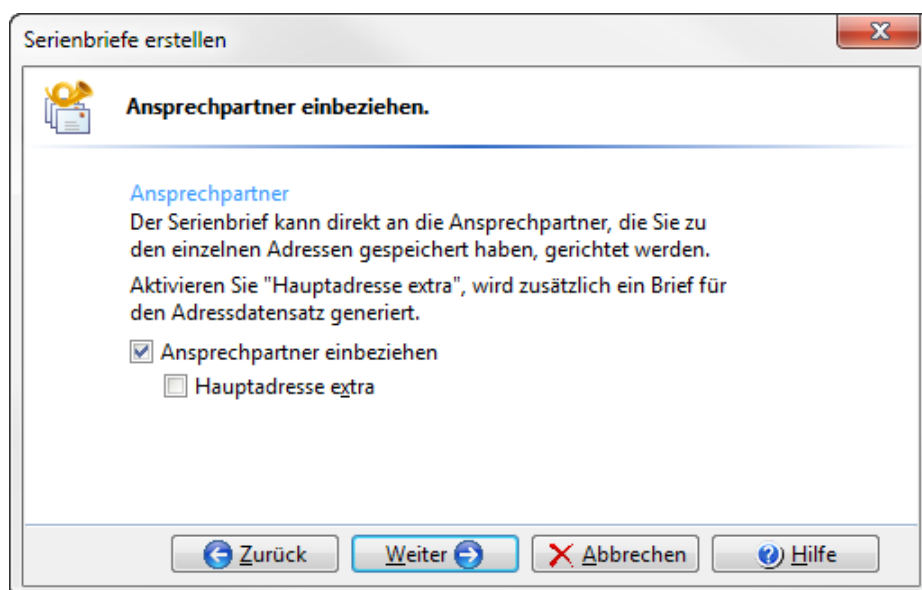 Serienbriefe erstellen
Ansprechpartner einbeziehen.
Ansprechpartner
Der Serienbrief kann direkt an die Ansprechpartner, die Sie zu
den einzelnen Adressen gespeichert haben, gerichtet werden.
Aktivieren Sie "Hauptadresse extra", wird zusätzlich ein Brief für
den Adressdatensatz generiert.
Ansprechpartner einbeziehen
Hauptadresse extra
Zurück
Weiter
Abbrechen
Hilfe